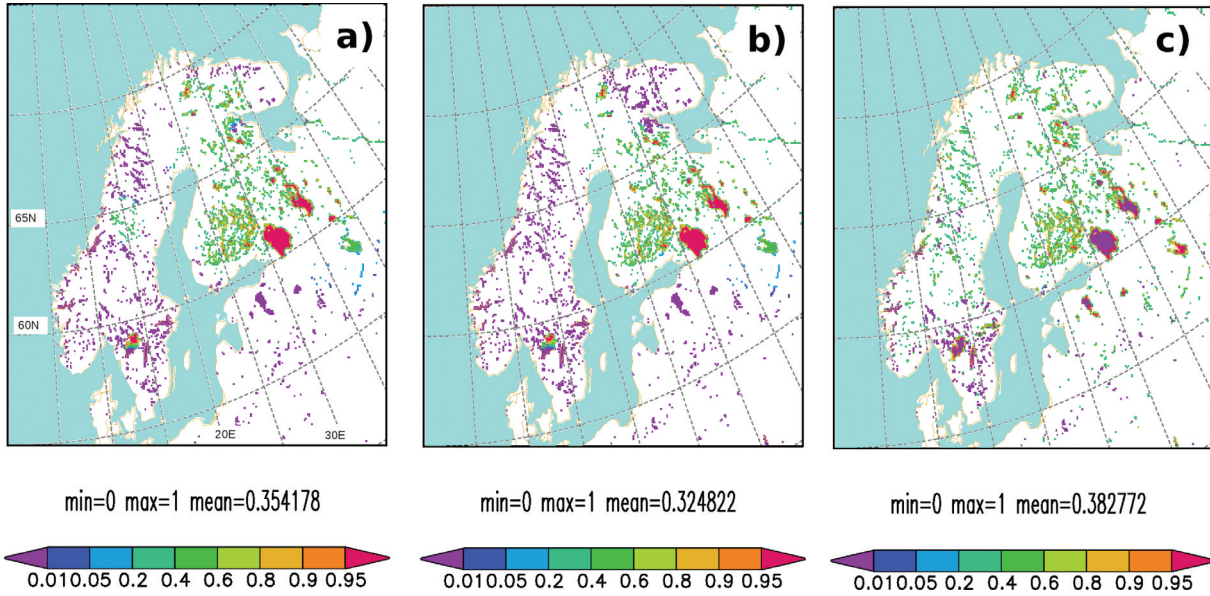 a)
b)
c)
65N
60N
20E
30E
min=0 max=1 mean=0.354178
min=0 max=1 mean=0.324822
min=0 max=1 mean=0.382772
0.01 0.05 0.2 0.4 0.6 0.8 0.9 0.95
0.01 0.05 0.2 0.4 0.6 0.8 0.9 0.95
0.01 0.05 0.2 0.4 0.6 0.8 0.9 0.95